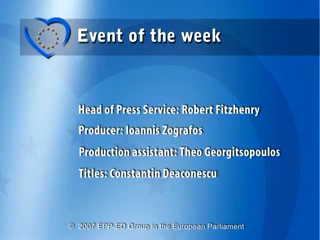 Event of the week
Head of Press Service: Robert Fitzhenry
Producer: Ioannis Zografos
Production assistant: Theo Georgitsopoulos
Titles: Constantin Deaconescu
© 2007 EPP-ED Group in the European Parliament